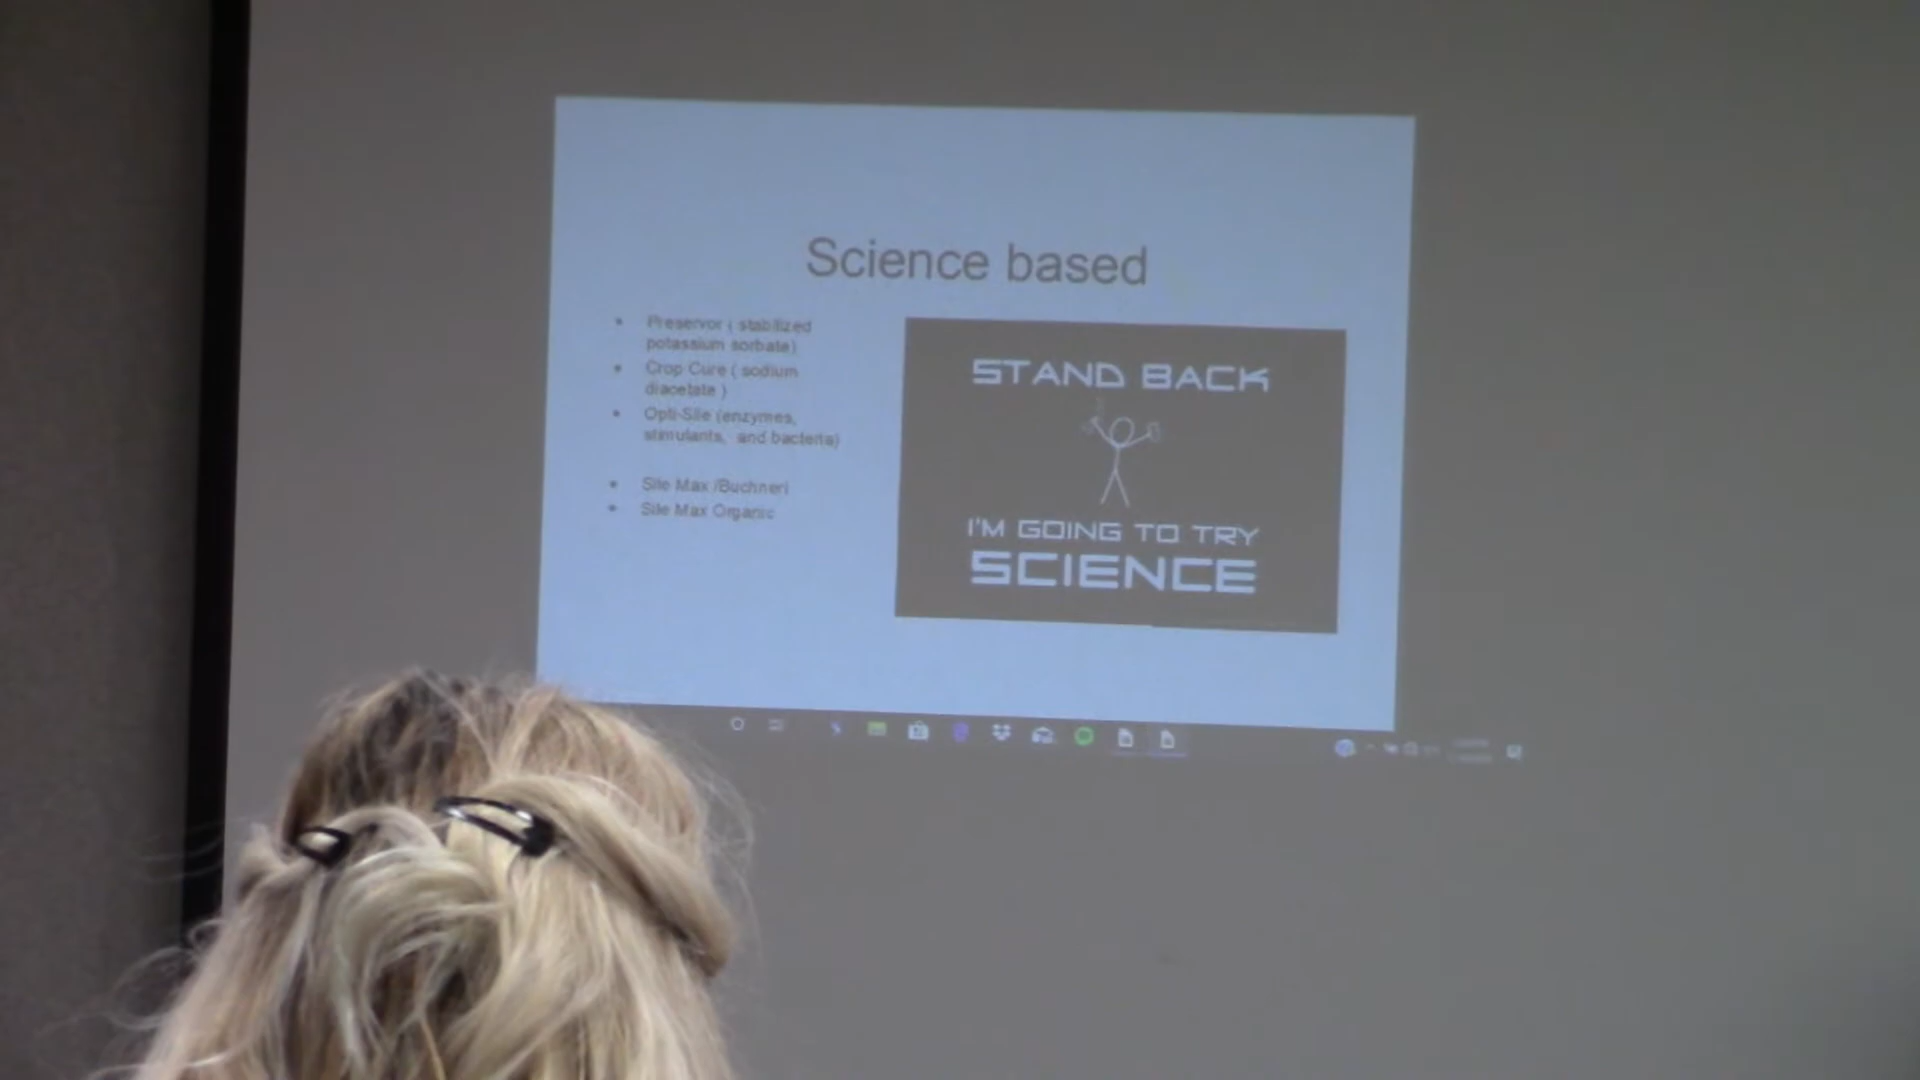 Science based
Preservor ( stabilized
potassium sorbate)
Crop Cure ( sodium
diacetate )
Opti-Sile (enzymes,
stimulants, and bacteria)
Sile Max /Buchneri
Sile Max Organic
STAND BACK
I'M GOING TO TRY
SCIENCE